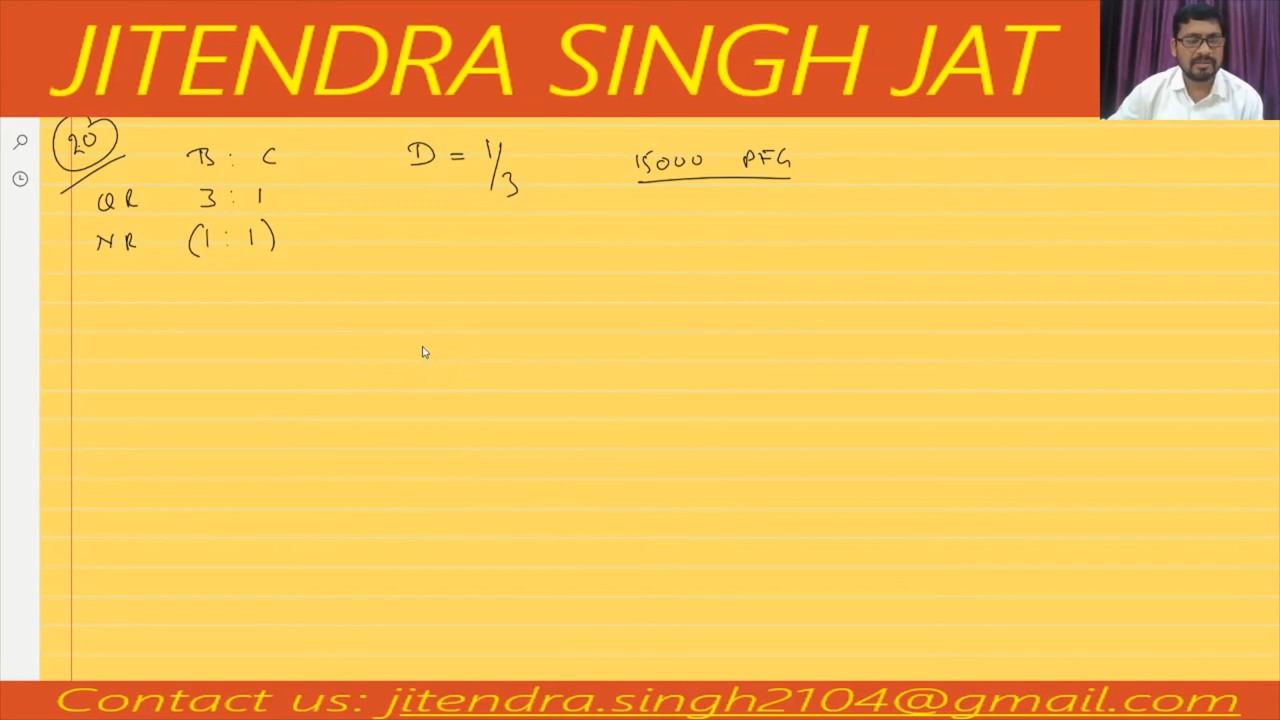 JITENDRA SINGH JAT
20
B : C D = 1/3 15000 PFG
OR 3 : 1
NR (1 : 1)
Contact us: jitendra.singh2104@gmail.com